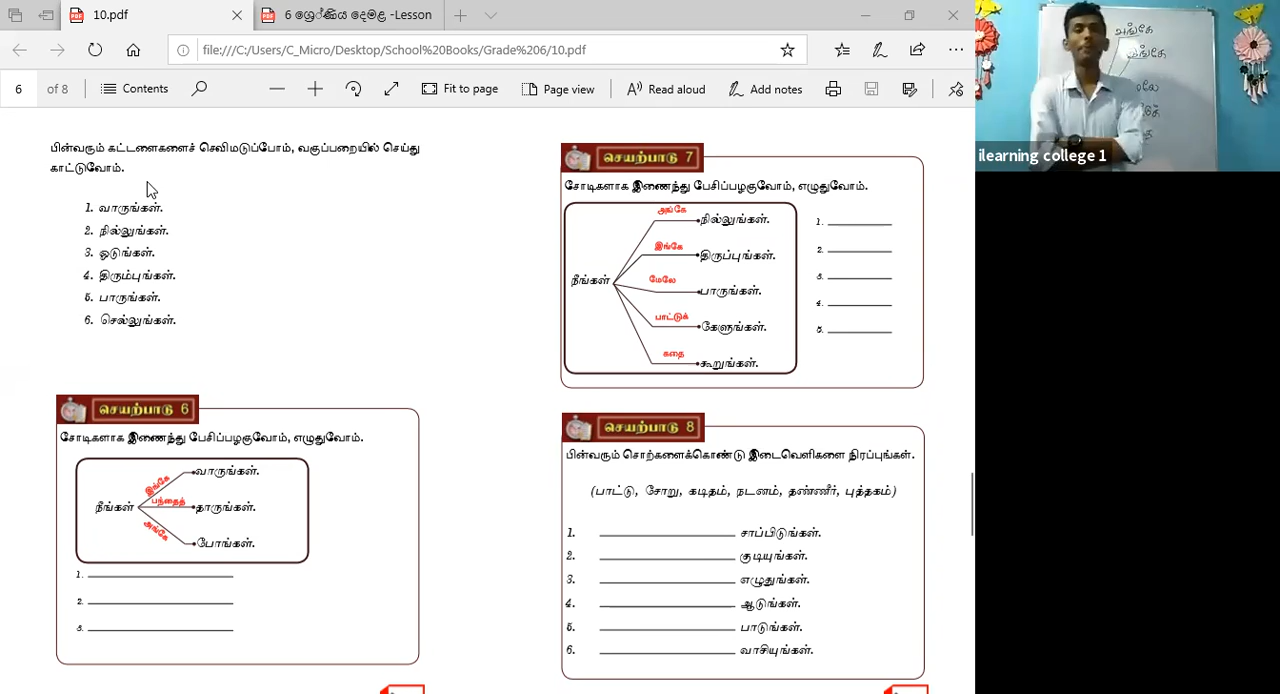 10.pdf
6 ශ්‍රේණිය දෙමළ -Lesson
file:///C:/Users/C_Micro/Desktop/School%20Books/Grade%206/10.pdf
6 of 8 Contents Fit to page Page view Read aloud Add notes
பின்வரும் கட்டளைகளைச் செவிமடுப்போம், வகுப்பறையில் செய்து
காட்டுவோம்.
1. வாருங்கள்.
2. நில்லுங்கள்.
3. ஓடுங்கள்.
4. திரும்புங்கள்.
5. பாருங்கள்.
6. செல்லுங்கள்.
செயற்பாடு 6
சோடிகளாக இணைந்து பேசிப்பழகுவோம், எழுதுவோம்.
நீங்கள்
இங்கே வாருங்கள்.
பந்தைத் தாருங்கள்.
அங்கே போங்கள்.
1.
2.
3.
செயற்பாடு 7
சோடிகளாக இணைந்து பேசிப்பழகுவோம், எழுதுவோம்.
நீங்கள்
அங்கே நில்லுங்கள்.
இங்கே திருப்புங்கள்.
மேலே பாருங்கள்.
பாட்டுக் கேளுங்கள்.
கதை கூறுங்கள்.
1.
2.
3.
4.
5.
செயற்பாடு 8
பின்வரும் சொற்களைக்கொண்டு இடைவெளிகளை நிரப்புங்கள்.
(பாட்டு, சோறு, கடிதம், நடனம், தண்ணீர், புத்தகம்)
1. சாப்பிடுங்கள்.
2. குடியுங்கள்.
3. எழுதுங்கள்.
4. ஆடுங்கள்.
5. பாடுங்கள்.
6. வாசியுங்கள்.
அங்கே
இங்கே
ilearning college 1